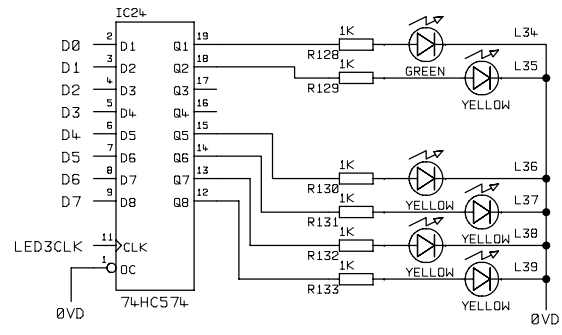 IC24
D0 2 D1 Q1 19 1K R128 GREEN L34
D1 3 D2 Q2 18 1K R129 YELLOW L35
D2 4 D3 Q3 17
D3 5 D4 Q4 16
D4 6 D5 Q5 15 1K R130 YELLOW L36
D5 7 D6 Q6 14 1K R131 YELLOW L37
D6 8 D7 Q7 13 1K R132 YELLOW L38
D7 9 D8 Q8 12 1K R133 YELLOW L39
LED3CLK 11 CLK
1 OC
74HC574
0VD
0VD